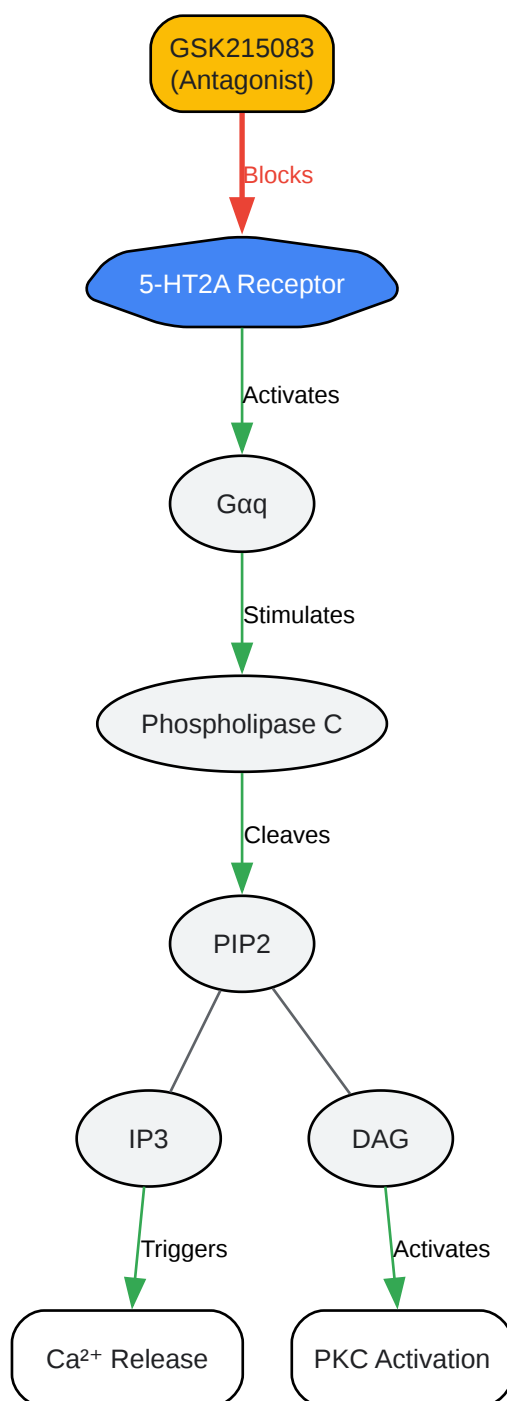 GSK215083
(Antagonist)
Blocks
5-HT2A Receptor
Activates
Gαq
Stimulates
Phospholipase C
Cleaves
PIP2
IP3
DAG
Triggers
Activates
Ca²⁺ Release
PKC Activation